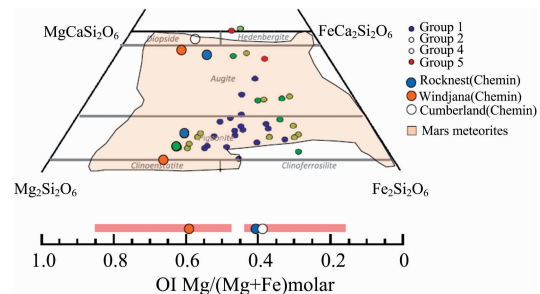 MgCaSi₂O₆
FeCa₂Si₂O₆
Diopside
Hedenbergite
Augite
Pigeonite
Clinoenstatite
Clinoferrosilite
Mg₂Si₂O₆
Fe₂Si₂O₆
Group 1
Group 2
Group 4
Group 5
Rocknest(Chemin)
Windjana(Chemin)
Cumberland(Chemin)
Mars meteorites
1.0 0.8 0.6 0.4 0.2 0
OI Mg/(Mg+Fe)molar